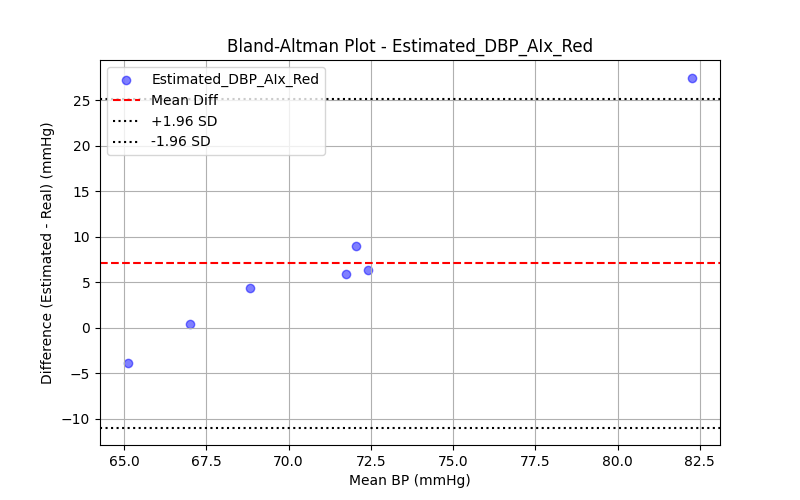 Bland-Altman Plot - Estimated_DBP_AIx_Red
Estimated_DBP_AIx_Red
Mean Diff
+1.96 SD
-1.96 SD
25
20
15
10
5
0
−5
−10
Difference (Estimated - Real) (mmHg)
65.0 67.5 70.0 72.5 75.0 77.5 80.0 82.5
Mean BP (mmHg)